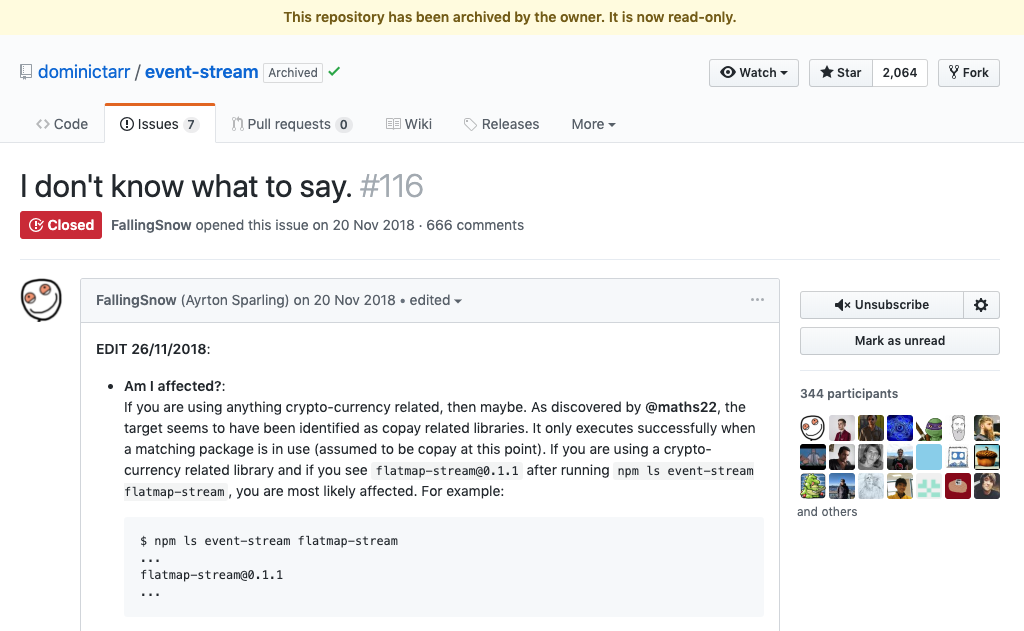 This repository has been archived by the owner. It is now read-only.
dominictarr / event-stream Archived
Watch Star 2,064 Fork
Code Issues 7 Pull requests 0 Wiki Releases More
I don't know what to say. #116
Closed FallingSnow opened this issue on 20 Nov 2018 · 666 comments
FallingSnow (Ayrton Sparling) on 20 Nov 2018 • edited
EDIT 26/11/2018:
• Am I affected?:
If you are using anything crypto-currency related, then maybe. As discovered by @maths22, the
target seems to have been identified as copay related libraries. It only executes successfully when
a matching package is in use (assumed to be copay at this point). If you are using a crypto-
currency related library and if you see flatmap-stream@0.1.1 after running npm ls event-stream
flatmap-stream, you are most likely affected. For example:
$ npm ls event-stream flatmap-stream
...
flatmap-stream@0.1.1
...
Unsubscribe
Mark as unread
344 participants
and others